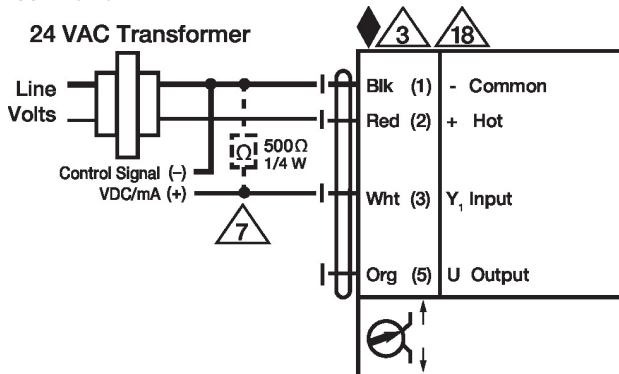 24 VAC Transformer
3
18
Line
Volts
Blk (1) - Common
Red (2) + Hot
Ω
500Ω
1/4 W
Control Signal (–)
VDC/mA (+)
Wht (3) Y₁ Input
7
Org (5) U Output